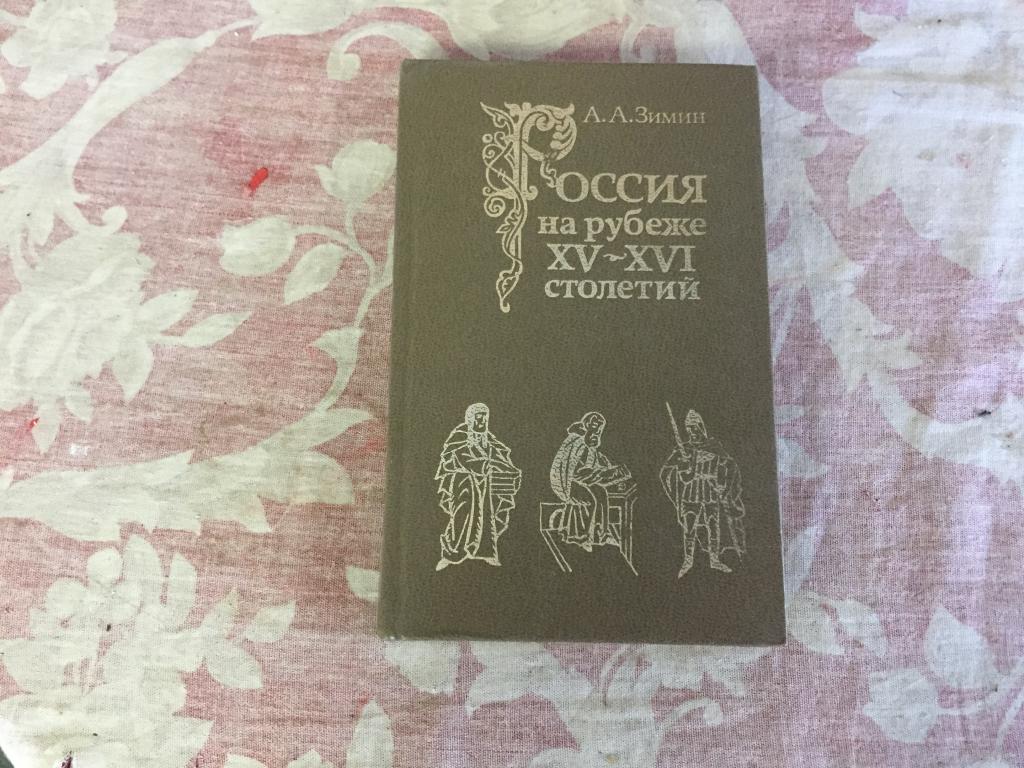 А. А. Зимин
Россия
на рубеже
XV~XVI
столетий